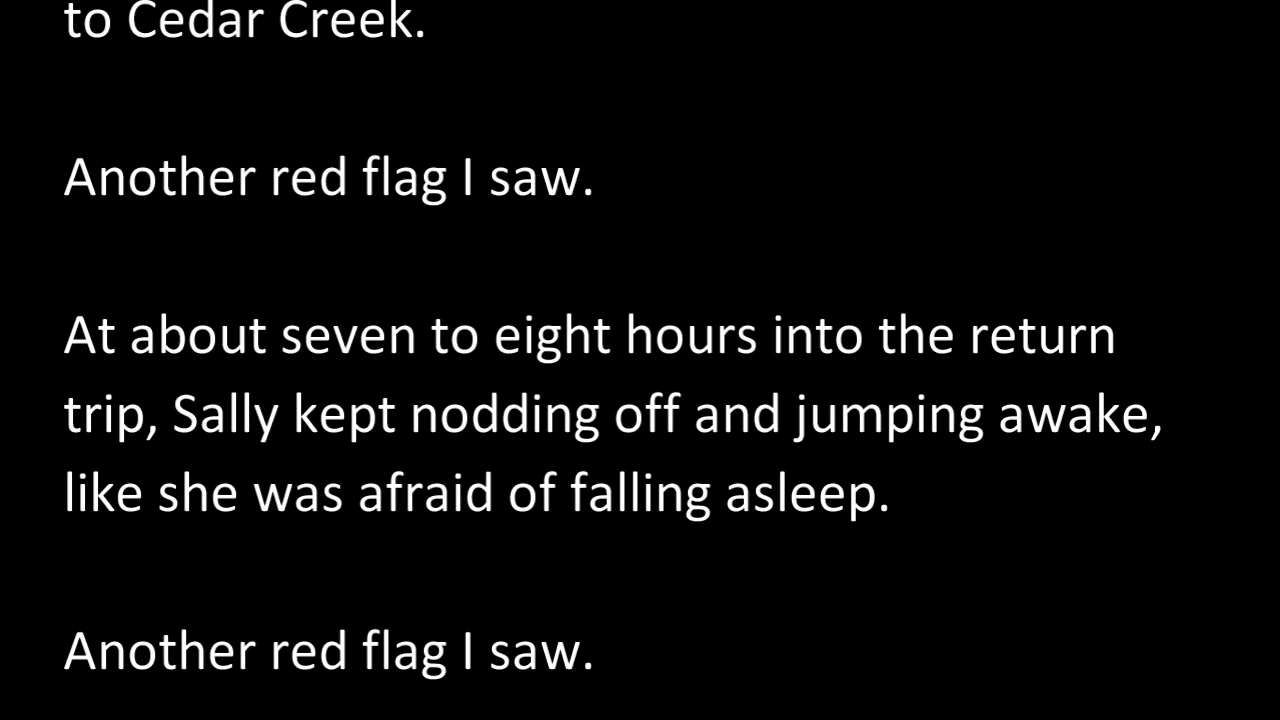 to Cedar Creek.
Another red flag I saw.
At about seven to eight hours into the return
trip, Sally kept nodding off and jumping awake,
like she was afraid of falling asleep.
Another red flag I saw.